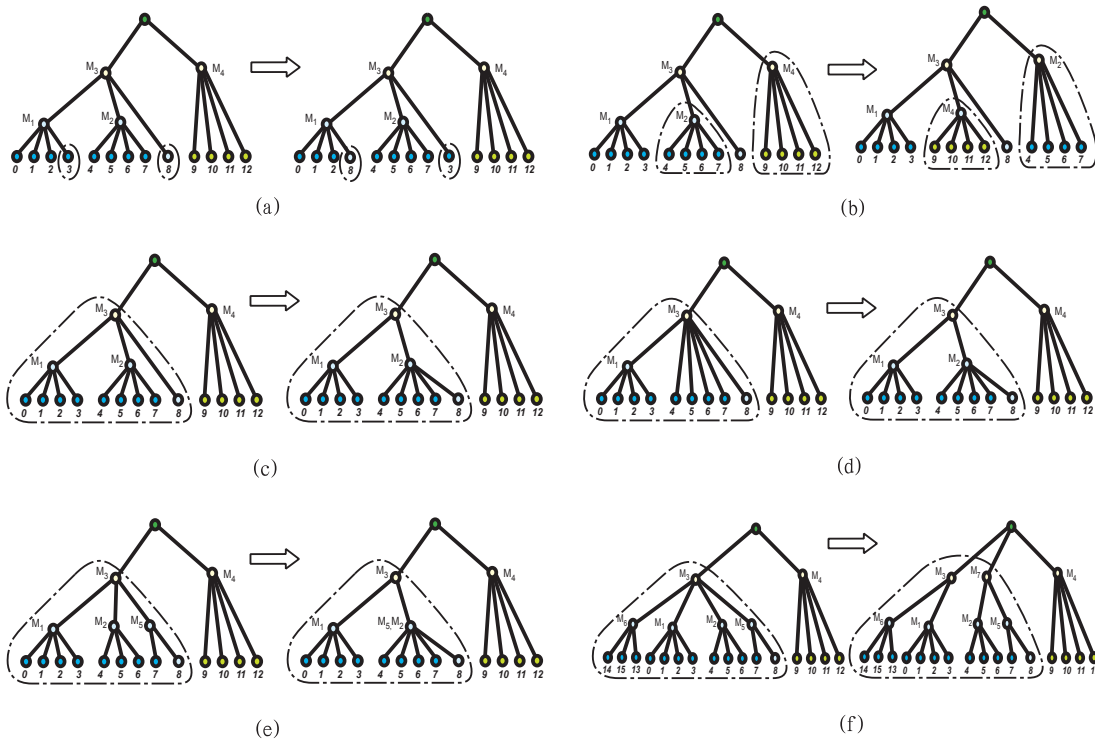 M3 M4 M3 M4
M1 M2 M1 M2
0 1 2 3 4 5 6 7 8 9 10 11 12
0 1 2 8 4 5 6 7 3 9 10 11 12
(a)
M3 M4 M3 M2
M1 M2 M1 M4
0 1 2 3 4 5 6 7 8 9 10 11 12
0 1 2 3 9 10 11 12 8 4 5 6 7
(b)
M3 M4 M3 M4
M1 M2 M1 M2
0 1 2 3 4 5 6 7 8 9 10 11 12
0 1 2 3 4 5 6 7 8 9 10 11 12
(c)
M3 M4 M3 M4
M1 M1 M2
0 1 2 3 4 5 6 7 8 9 10 11 12
0 1 2 3 4 5 6 7 8 9 10 11 12
(d)
M3 M4 M3 M4
M1 M2 M5 M1 M5, M2
0 1 2 3 4 5 6 7 8 9 10 11 12
0 1 2 3 4 5 6 7 8 9 10 11 12
(e)
M3 M4 M3 M7 M4
M6 M1 M2 M5 M6 M1 M2 M5
14 15 13 0 1 2 3 4 5 6 7 8 9 10 11 12
14 15 13 0 1 2 3 4 5 6 7 8 9 10 11 1
(f)